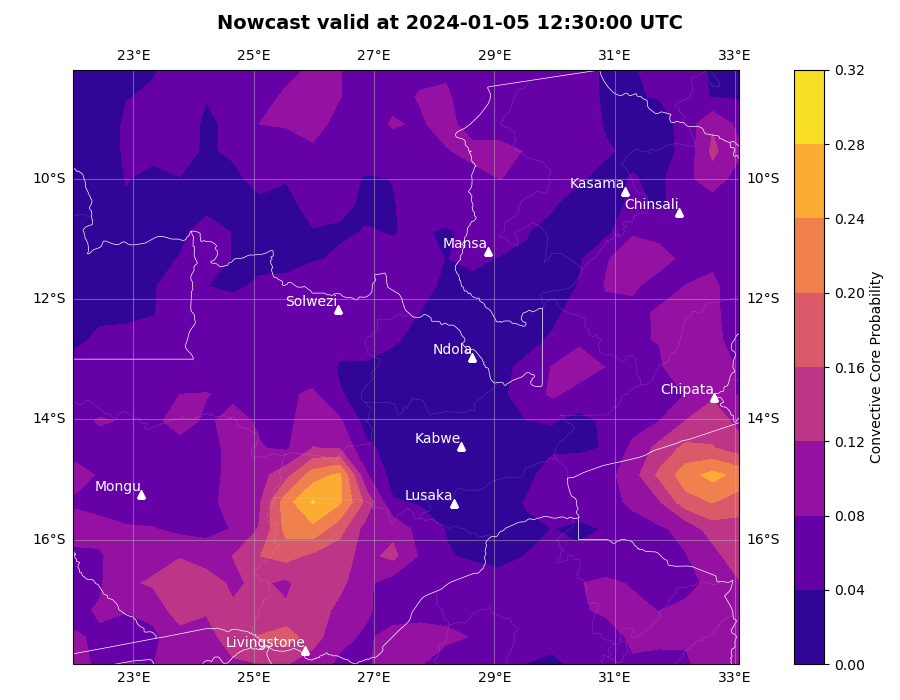 Nowcast valid at 2024-01-05 12:30:00 UTC
23°E 25°E 27°E 29°E 31°E 33°E
0.32
0.28
10°S 10°S
Kasama
Chinsali
0.24
Mansa
12°S 12°S
Solwezi
0.20
Ndola
0.16
Chipata
14°S 14°S
Kabwe
0.12
Mongu
Lusaka
0.08
16°S 16°S
0.04
Livingstone
0.00
23°E 25°E 27°E 29°E 31°E 33°E
Convective Core Probability